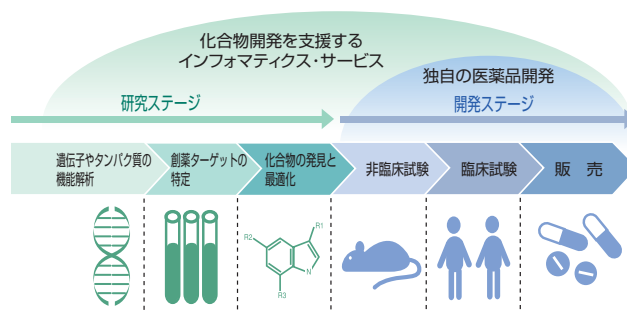 化合物開発を支援する
インフォマティクス・サービス
独自の医薬品開発
研究ステージ
開発ステージ
遺伝子やタンパク質の
機能解析
創薬ターゲットの
特定
化合物の発見と
最適化
非臨床試験
臨床試験
販 売
R1
R2
N
R3